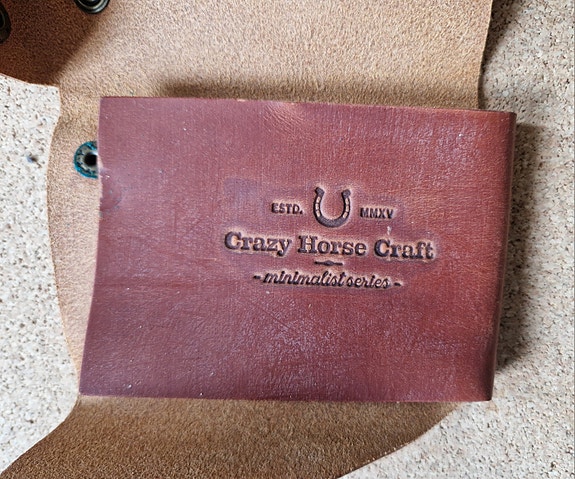 ESTD. MMXV
Crazy Horse Craft
- minimalist series -